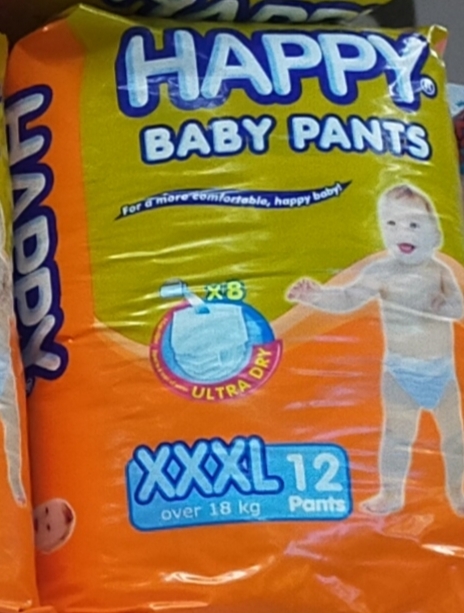 HAPPY®
BABY PANTS
For a more comfortable, happy baby!
X8
ULTRA DRY
XXXL 12
over 18 kg Pants
HAPPY